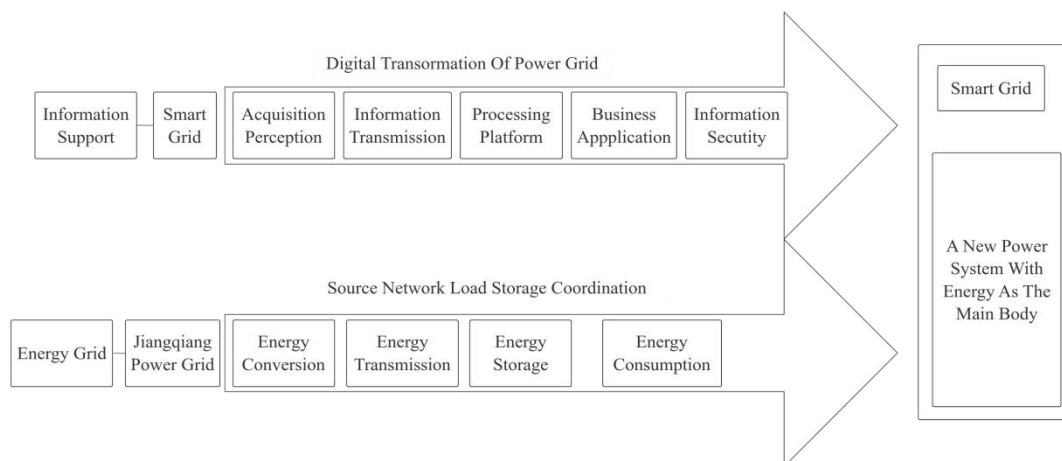 Digital Transormation Of Power Grid
Information
Support
Smart
Grid
Acquisition
Perception
Information
Transmission
Processing
Platform
Business
Appplication
Information
Secutity
Source Network Load Storage Coordination
Energy Grid
Jiangqiang
Power Grid
Energy
Conversion
Energy
Transmission
Energy
Storage
Energy
Consumption
Smart Grid
A New Power
System With
Energy As The
Main Body